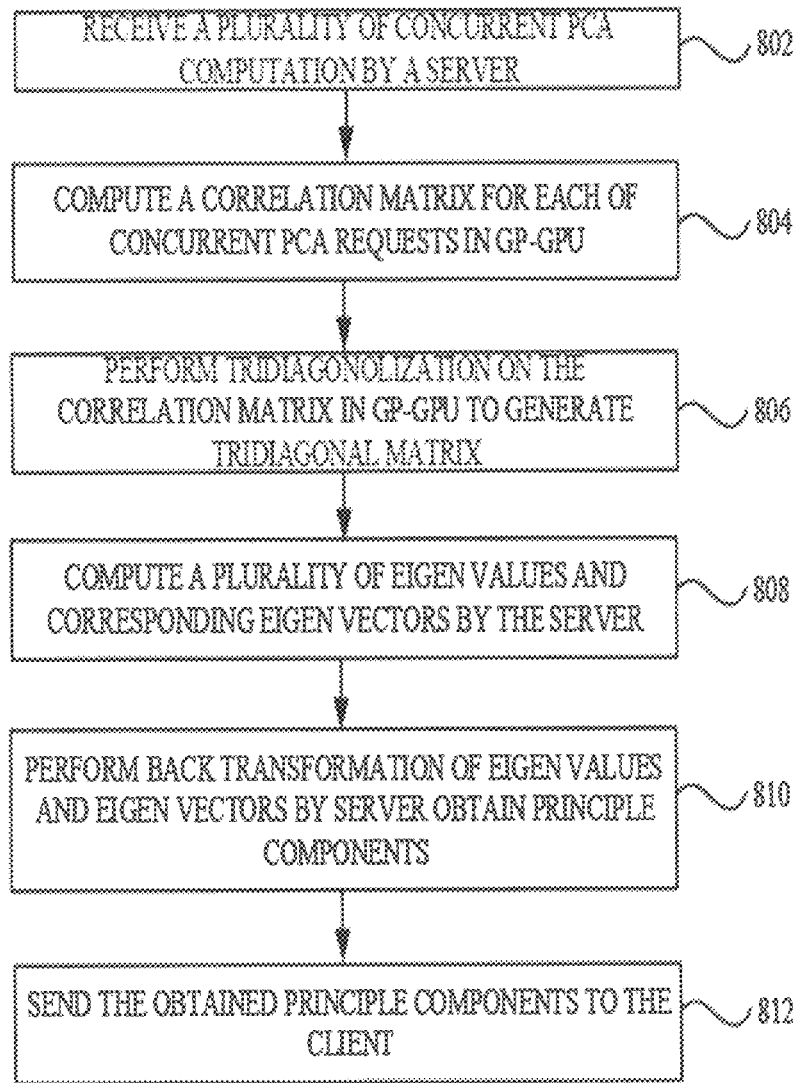 RECEIVE A PLURALITY OF CONCURRENT PCA
COMPUTATION BY A SERVER
802
COMPUTE A CORRELATION MATRIX FOR EACH OF
CONCURRENT PCA REQUESTS IN GP-GPU
804
PERFORM TRIDIAGONOLIZATION ON THE
CORRELATION MATRIX IN GP-GPU TO GENERATE
TRIDIAGONAL MATRIX
806
COMPUTE A PLURALITY OF EIGEN VALUES AND
CORRESPONDING EIGEN VECTORS BY THE SERVER
808
PERFORM BACK TRANSFORMATION OF EIGEN VALUES
AND EIGEN VECTORS BY SERVER OBTAIN PRINCIPLE
COMPONENTS
810
SEND THE OBTAINED PRINCIPLE COMPONENTS TO THE
CLIENT
812